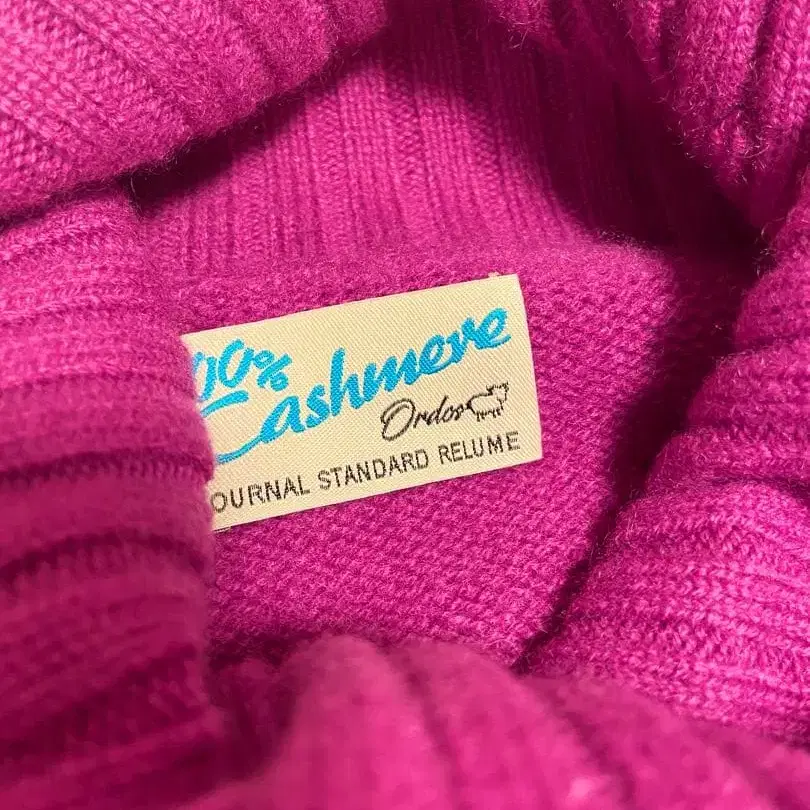 00% Cashmere
Ordos
OURNAL STANDARD RELUME